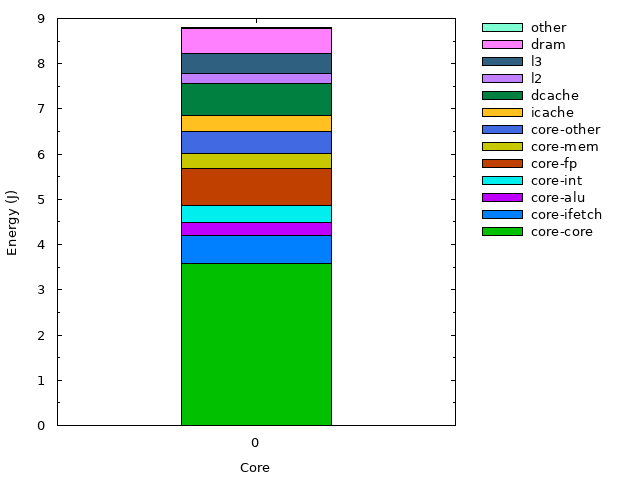 9
8
7
6
5
4
3
2
1
0
Energy (J)
0
Core
other
dram
l3
l2
dcache
icache
core-other
core-mem
core-fp
core-int
core-alu
core-ifetch
core-core